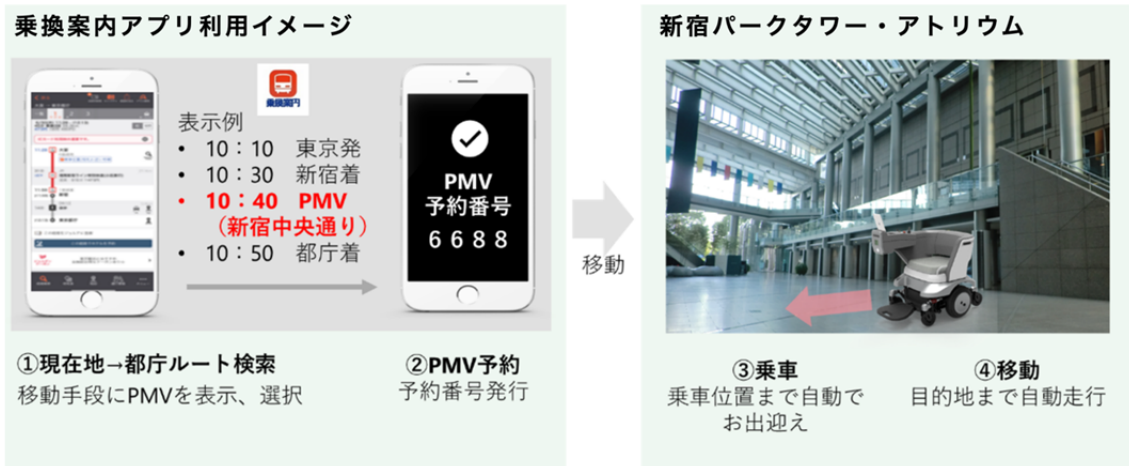 乗換案内アプリ利用イメージ
乗換案内
表示例
• 10：10 東京発
• 10：30 新宿着
• 10：40 PMV
（新宿中央通り）
• 10：50 都庁着
PMV
予約番号
6688
①現在地→都庁ルート検索
移動手段にPMVを表示、選択
②PMV予約
予約番号発行
移動
新宿パークタワー・アトリウム
③乗車
乗車位置まで自動で
お出迎え
④移動
目的地まで自動走行